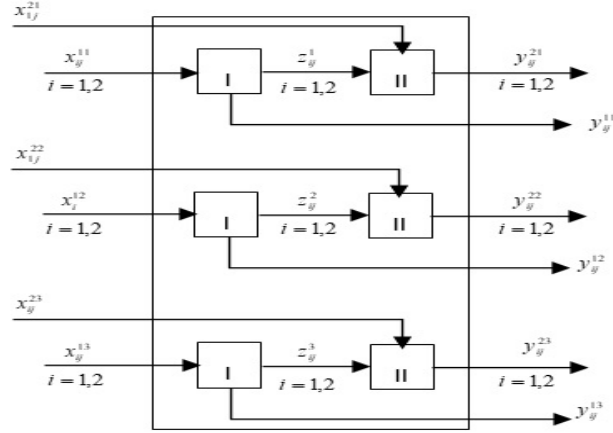 x_{1j}^{21}
x_{ij}^{11} z_{ij}^{1} y_{ij}^{21}
I II
i = 1,2 i = 1,2 i = 1,2
y_{ij}^{11}
x_{1j}^{22}
x_{i}^{12} z_{ij}^{2} y_{ij}^{22}
I II
i = 1,2 i = 1,2 i = 1,2
y_{ij}^{12}
x_{ij}^{23}
x_{ij}^{13} z_{ij}^{3} y_{ij}^{23}
I II
i = 1,2 i = 1,2 i = 1,2
y_{ij}^{13}